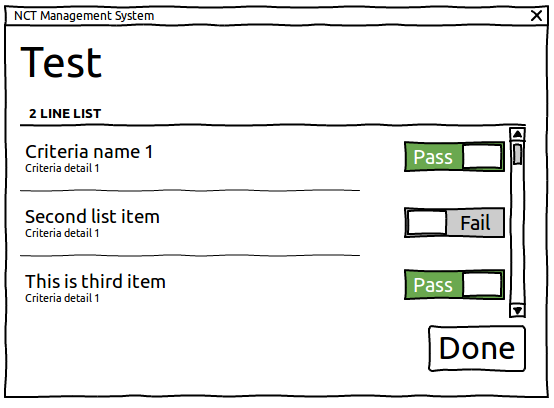 NCT Management System
Test
2 LINE LIST
Criteria name 1
Criteria detail 1
Pass
Second list item
Criteria detail 1
Fail
This is third item
Criteria detail 1
Pass
Done